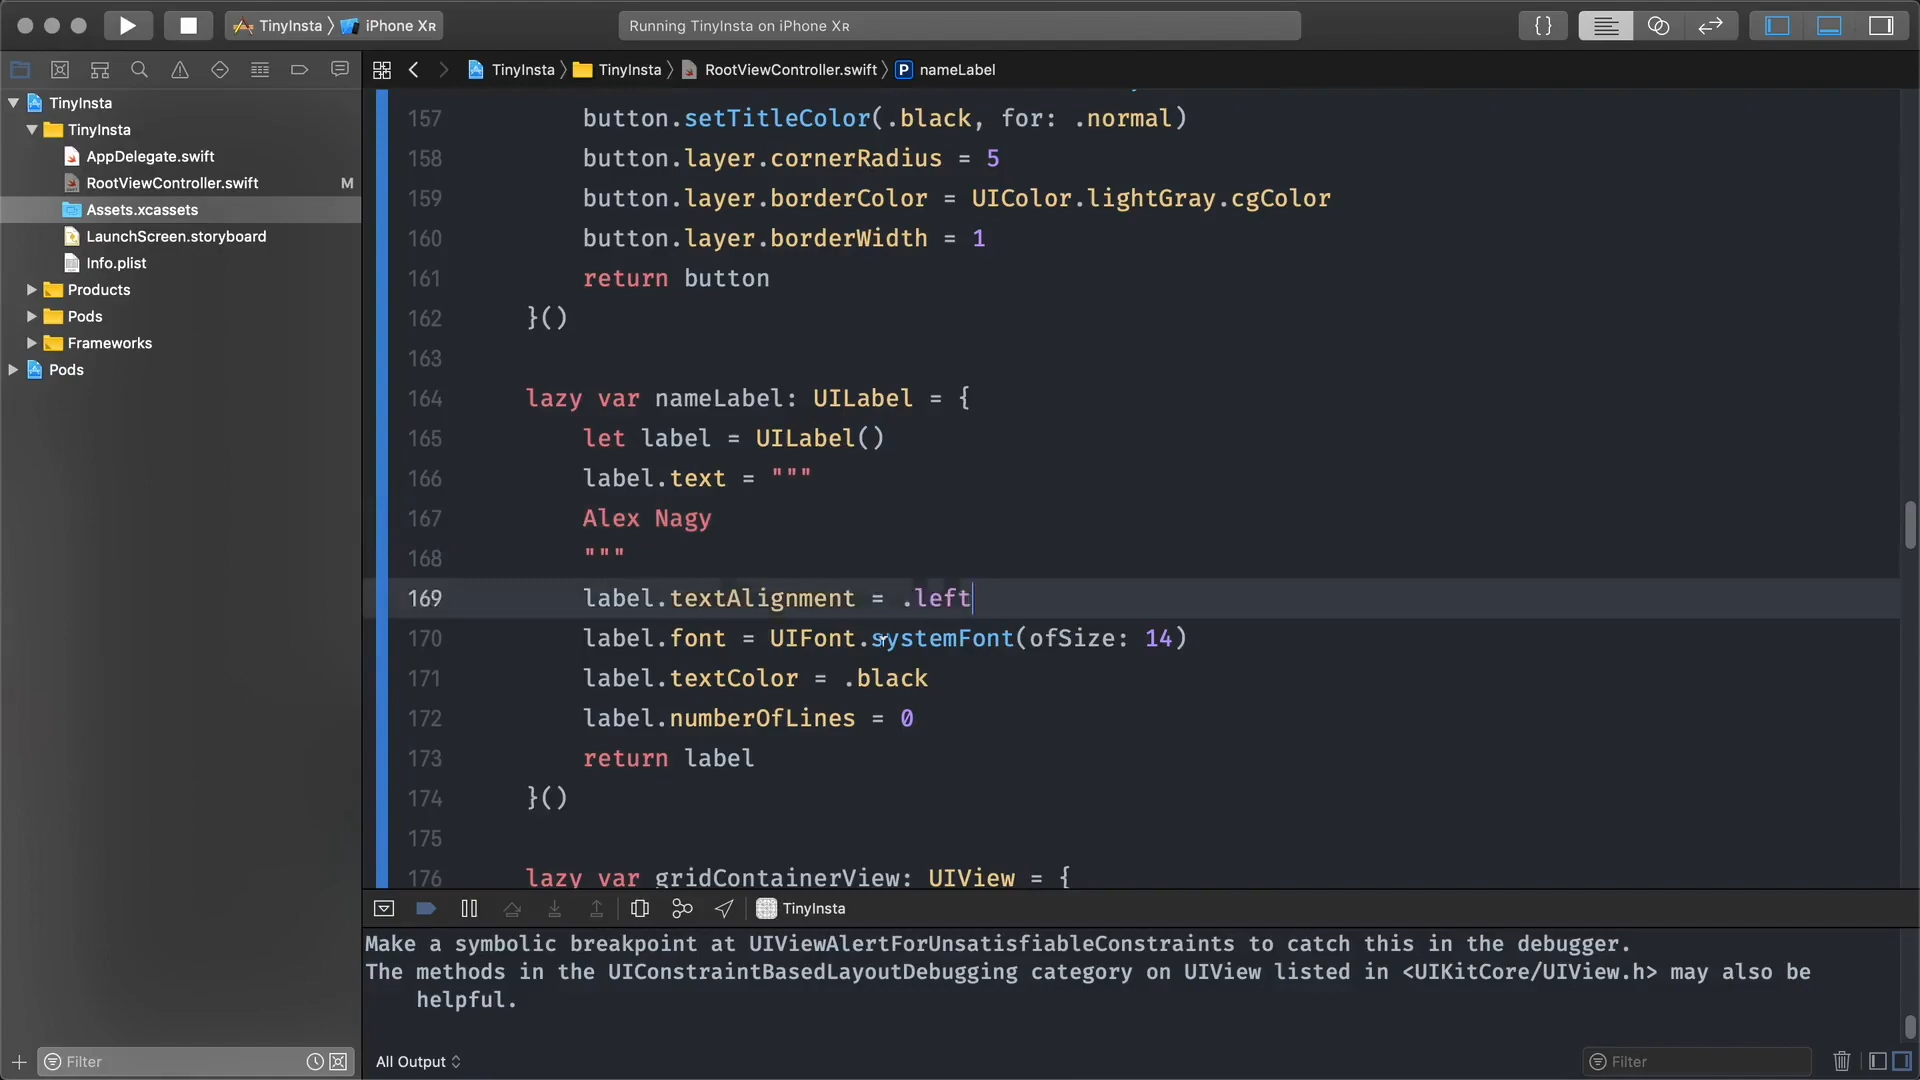 TinyInsta iPhone XR
Running TinyInsta on iPhone XR
{}
TinyInsta TinyInsta RootViewController.swift P nameLabel
TinyInsta
TinyInsta
AppDelegate.swift
RootViewController.swift M
Assets.xcassets
LaunchScreen.storyboard
Info.plist
Products
Pods
Frameworks
Pods
157 button.setTitleColor(.black, for: .normal)
158 button.layer.cornerRadius = 5
159 button.layer.borderColor = UIColor.lightGray.cgColor
160 button.layer.borderWidth = 1
161 return button
162 }()
163
164 lazy var nameLabel: UILabel = {
165 let label = UILabel()
166 label.text = """
167 Alex Nagy
168 """
169 label.textAlignment = .left
170 label.font = UIFont.systemFont(ofSize: 14)
171 label.textColor = .black
172 label.numberOfLines = 0
173 return label
174 }()
175
176 lazy var gridContainerView: UIView = {
TinyInsta
Make a symbolic breakpoint at UIViewAlertForUnsatisfiableConstraints to catch this in the debugger.
The methods in the UIConstraintBasedLayoutDebugging category on UIView listed in <UIKitCore/UIView.h> may also be
helpful.
Filter
All Output
Filter